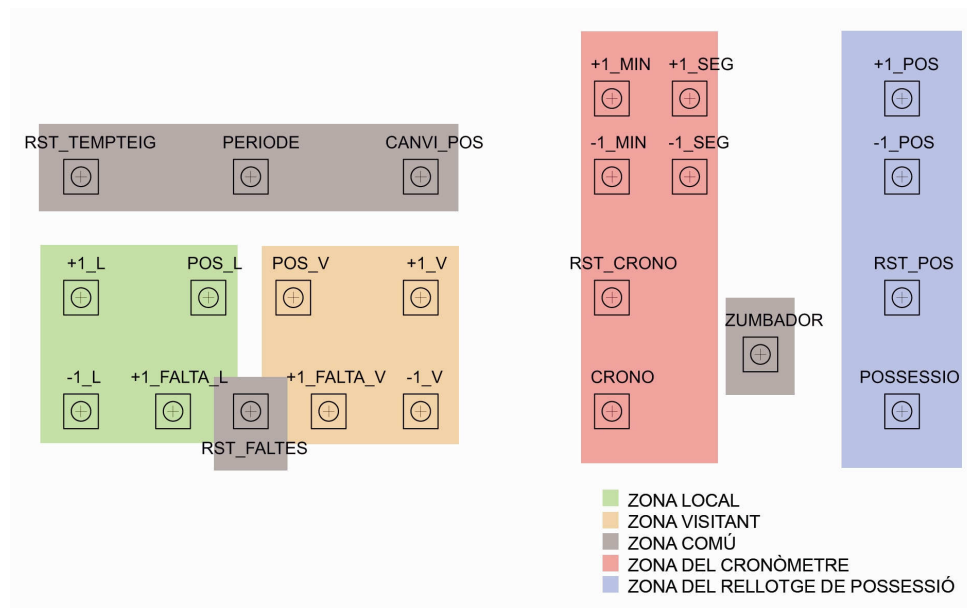 +1_MIN +1_SEG +1_POS
RST_TEMPTEIG PERIODE CANVI_POS -1_MIN -1_SEG -1_POS
+1_L POS_L POS_V +1_V RST_CRONO RST_POS
ZUMBADOR
-1_L +1_FALTA_L +1_FALTA_V -1_V CRONO POSSESSIO
RST_FALTES
ZONA LOCAL
ZONA VISITANT
ZONA COMÚ
ZONA DEL CRONÒMETRE
ZONA DEL RELLOTGE DE POSSESSIÓ